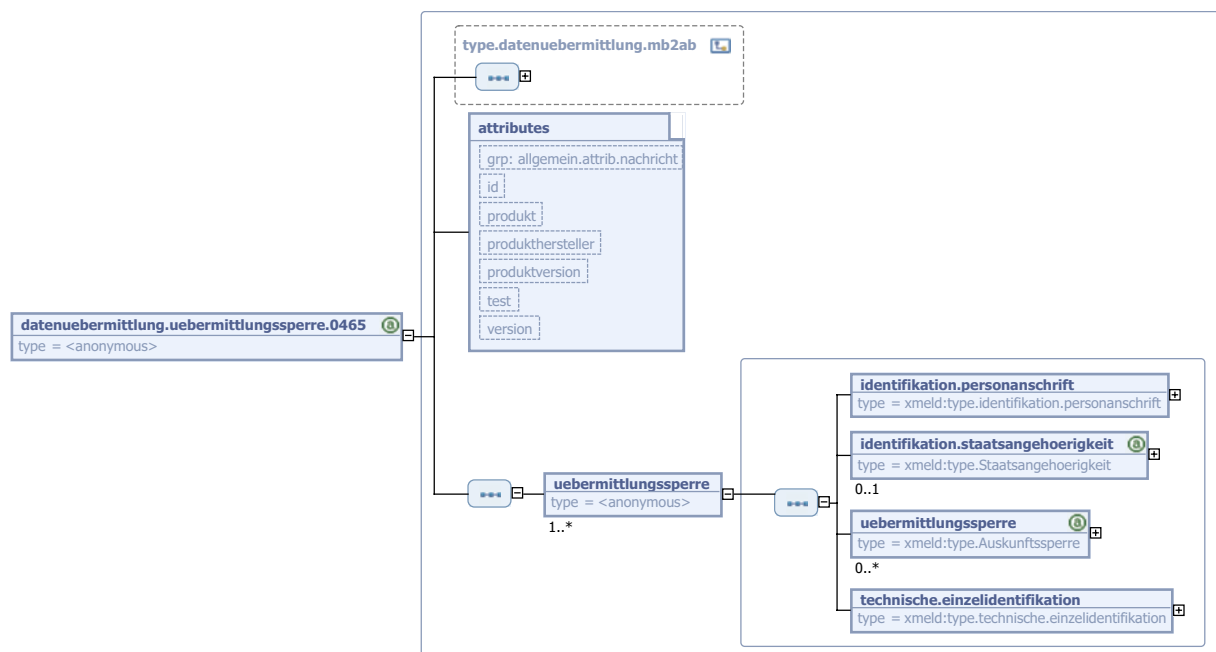 type.datenuebermittlung.mb2ab
attributes
grp: allgemein.attrib.nachricht
id
produkt
produkthersteller
produktversion
test
version
datenuebermittlung.uebermittlungssperre.0465
type = <anonymous>
uebermittlungssperre
type = <anonymous>
1..*
identifikation.personanschrift
type = xmeld:type.identifikation.personanschrift
identifikation.staatsangehoerigkeit
type = xmeld:type.Staatsangehoerigkeit
0..1
uebermittlungssperre
type = xmeld:type.Auskunftssperre
0..*
technische.einzelidentifikation
type = xmeld:type.technische.einzelidentifikation